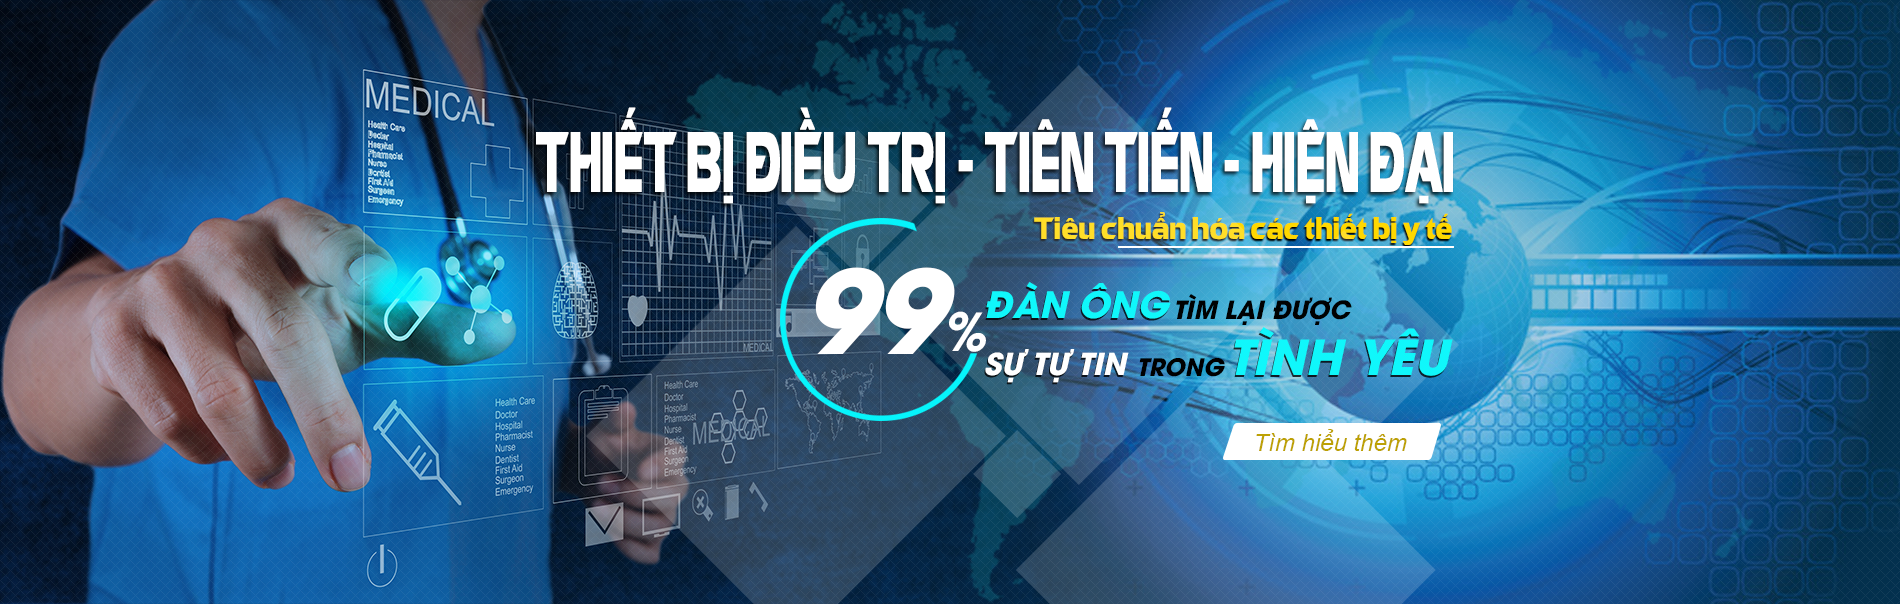 MEDICAL
Health Care
Doctor
Hospital
Pharmacist
Nurse
Dentist
First Aid
Surgeon
Emergency
THIẾT BỊ ĐIỀU TRỊ - TIÊN TIẾN - HIỆN ĐẠI
Tiêu chuẩn hóa các thiết bị y tế
99% ĐÀN ÔNG TÌM LẠI ĐƯỢC
SỰ TỰ TIN TRONG TÌNH YÊU
Tìm hiểu thêm
MEDICAL
Health Care
Doctor
Hospital
Pharmacist
Nurse
Dentist
First Aid
Surgeon
Emergency
Health Care
Doctor
Hospital
Pharmacist
Nurse
Dentist
First Aid
Surgeon
Emergency
MEDICAL